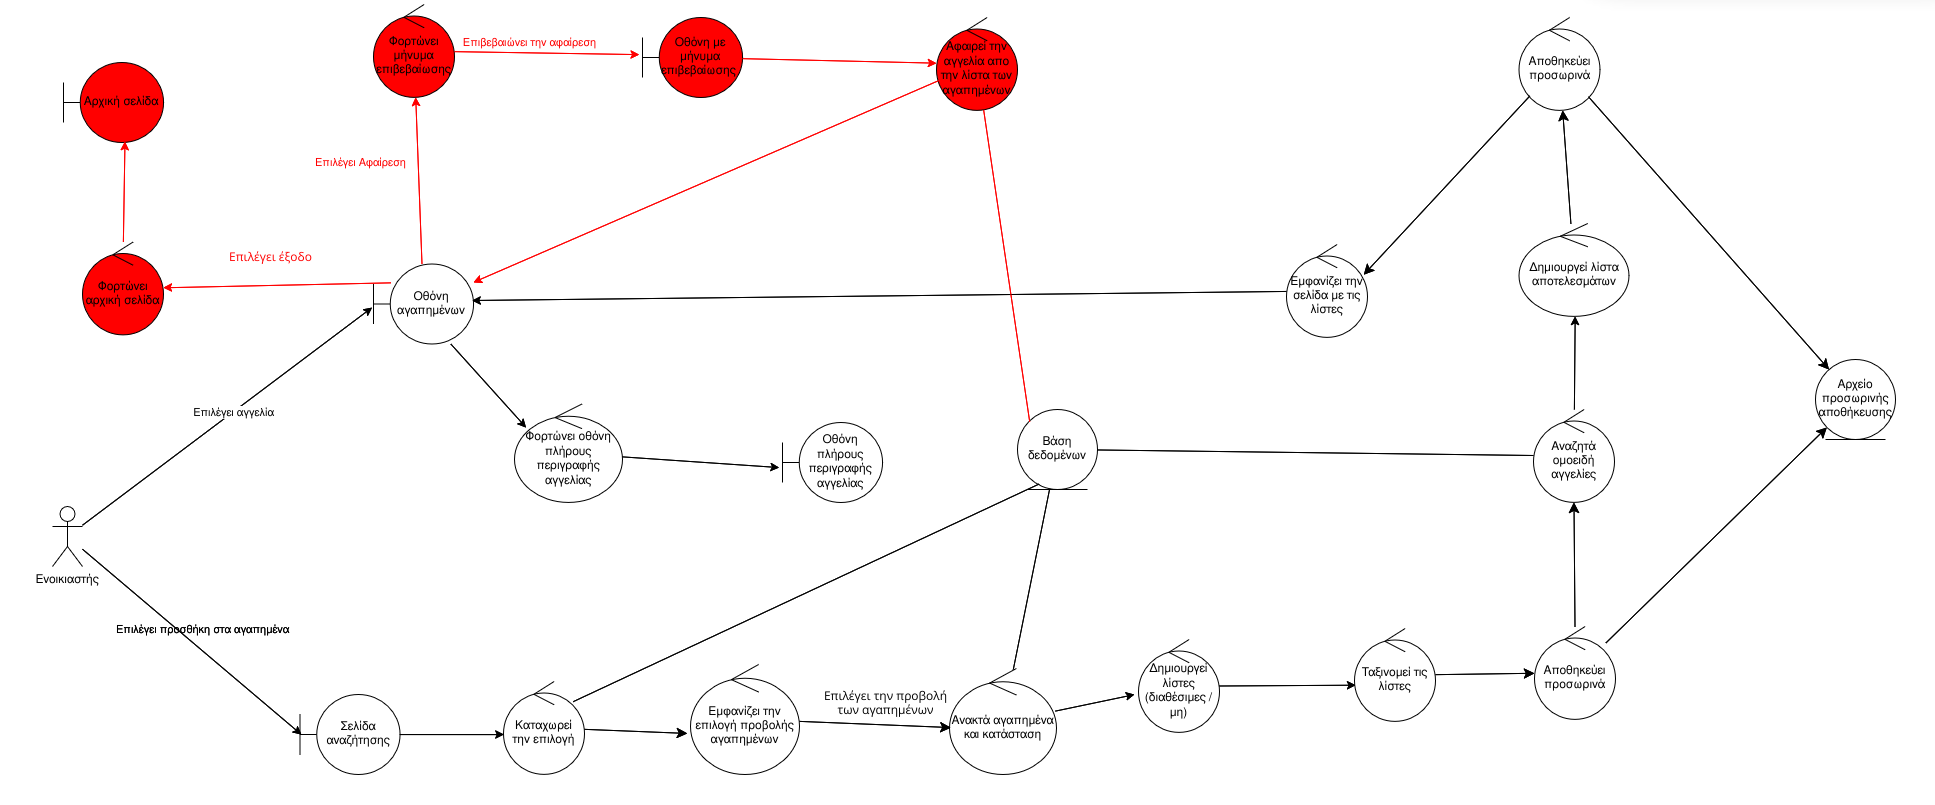 Φορτώνει
μήνυμα
επιβεβαίωσης
Επιβεβαιώνει την αφαίρεση
Οθόνη με
μήνυμα
επιβεβαίωσης
Αφαιρεί την
αγγελία απο
την λίστα των
αγαπημένων
Αποθηκεύει
προσωρινά
Αρχική σελίδα
Επιλέγει Αφαίρεση
Επιλέγει έξοδο
Φορτώνει
αρχική σελίδα
Οθόνη
αγαπημένων
Εμφανίζει την
σελίδα με τις
λίστες
Δημιουργεί λίστα
αποτελεσμάτων
Αρχείο
προσωρινής
αποθήκευσης
Επιλέγει αγγελία
Φορτώνει οθόνη
πλήρους
περιγραφής
αγγελίας
Οθόνη
πλήρους
περιγραφής
αγγελίας
Βάση
δεδομένων
Αναζητά
ομοειδή
αγγελίες
Ενοικιαστής
Επιλέγει προσθήκη στα αγαπημένα
Σελίδα
αναζήτησης
Καταχωρεί
την επιλογή
Εμφανίζει την
επιλογή προβολής
αγαπημένων
Επιλέγει την προβολή
των αγαπημένων
Ανακτά αγαπημένα
και κατάσταση
Δημιουργεί
λίστες
(διαθέσιμες /
μη)
Ταξινομεί τις
λίστες
Αποθηκεύει
προσωρινά